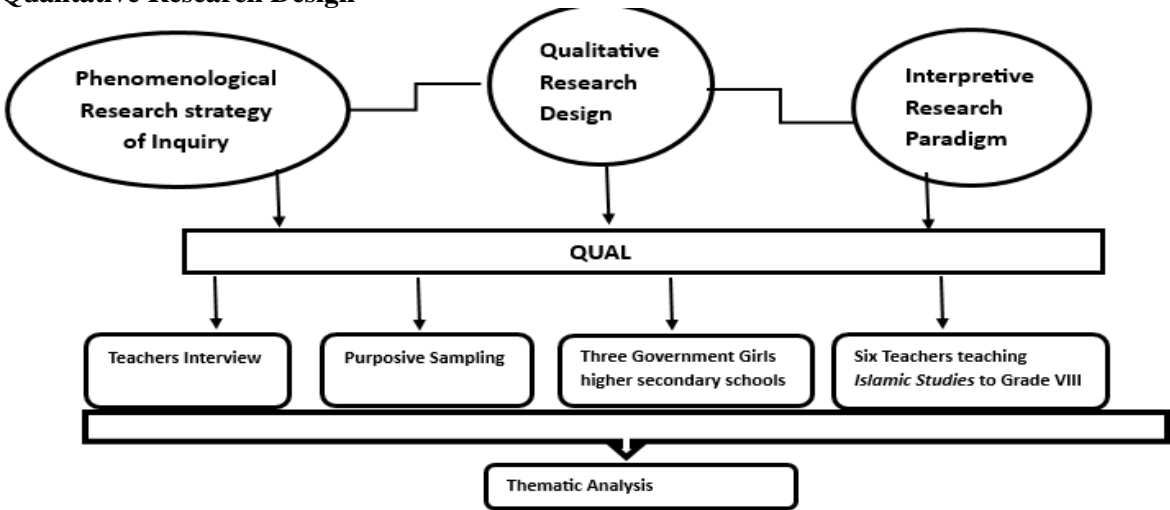 Qualitative Research Design
Phenomenological
Research strategy
of Inquiry
Qualitative
Research
Design
Interpretive
Research
Paradigm
QUAL
Teachers Interview
Purposive Sampling
Three Government Girls
higher secondary schools
Six Teachers teaching
Islamic Studies to Grade VIII
Thematic Analysis